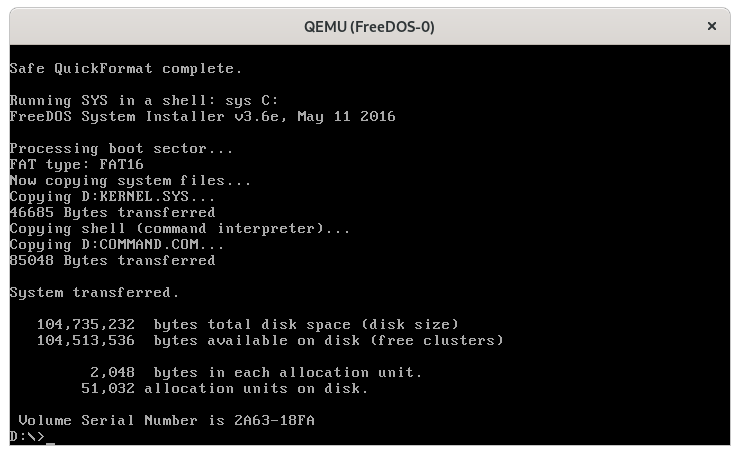 QEMU (FreeDOS-0)
×
Safe QuickFormat complete.
Running SYS in a shell: sys C:
FreeDOS System Installer v3.6e, May 11 2016
Processing boot sector...
FAT type: FAT16
Now copying system files...
Copying D:KERNEL.SYS...
46685 Bytes transferred
Copying shell (command interpreter)...
Copying D:COMMAND.COM...
85048 Bytes transferred
System transferred.
104,735,232  bytes total disk space (disk size)
104,513,536  bytes available on disk (free clusters)
2,048  bytes in each allocation unit.
51,032 allocation units on disk.
Volume Serial Number is 2A63-18FA
D:\>_